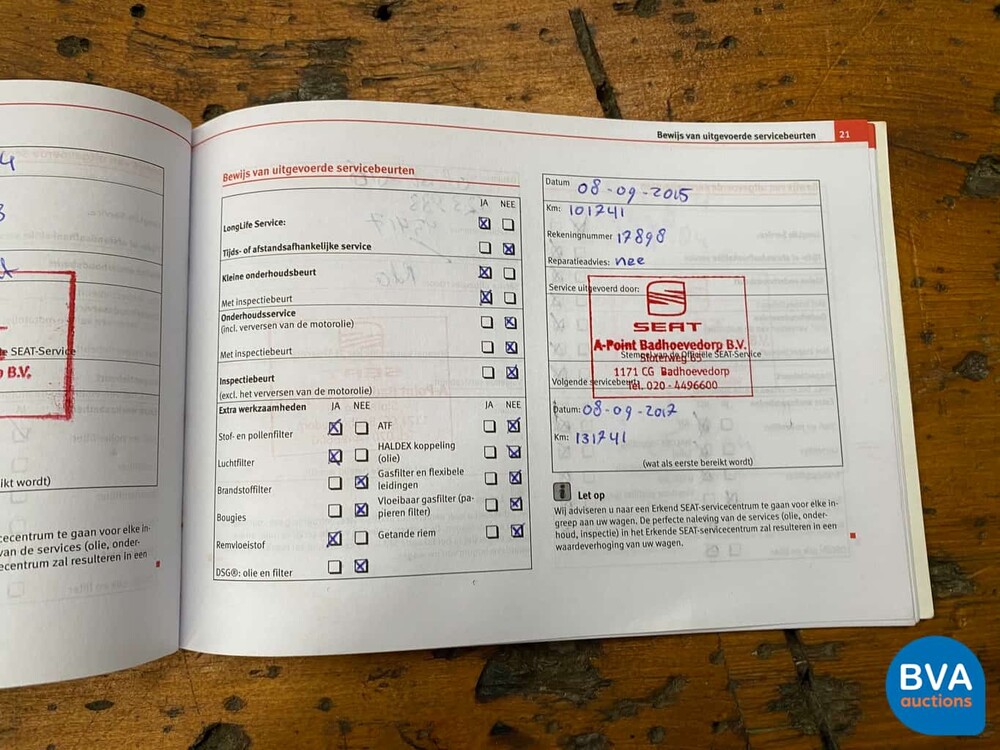 4
3
le SEAT-Service
p B.V.
ikt wordt)
cecentrum te gaan voor elke in-
van de services (olie, onder-
cecentrum zal resulteren in een
Bewijs van uitgevoerde servicebeurten 21
Bewijs van uitgevoerde servicebeurten
JA NEE
LongLife Service:
Tijds- of afstandsafhankelijke service
Kleine onderhoudsbeurt
Met inspectiebeurt
Onderhoudsservice
(incl. verversen van de motorolie)
Met inspectiebeurt
Inspectiebeurt
(excl. het verversen van de motorolie)
Extra werkzaamheden JA NEE JA NEE
Stof- en pollenfilter
Luchtfilter
Brandstoffilter
Bougies
Remvloeistof
DSG®: olie en filter
ATF
HALDEX koppeling
(olie)
Gasfilter en flexibele
leidingen
Vloeibaar gasfilter (pa-
pieren filter)
Getande riem
Datum 08-09-2015
Km: 101741
Rekeningnummer 17898
Reparatieadvies: nee
Service uitgevoerd door:
SEAT
A-Point Badhoevedorp B.V.
Sloterweg 63
Stempel van de Officiële SEAT-Service
1171 CG Badhoevedorp
Tel. 020 - 4496600
Volgende servicebeurt:
Datum: 08-09-2017
Km: 131741
(wat als eerste bereikt wordt)
i Let op
Wij adviseren u naar een Erkend SEAT-servicecentrum te gaan voor elke in-
greep aan uw wagen. De perfecte naleving van de services (olie, onder-
houd, inspectie) in het Erkende SEAT-servicecentrum zal resulteren in een
waardeverhoging van uw wagen.
BVA
auctions